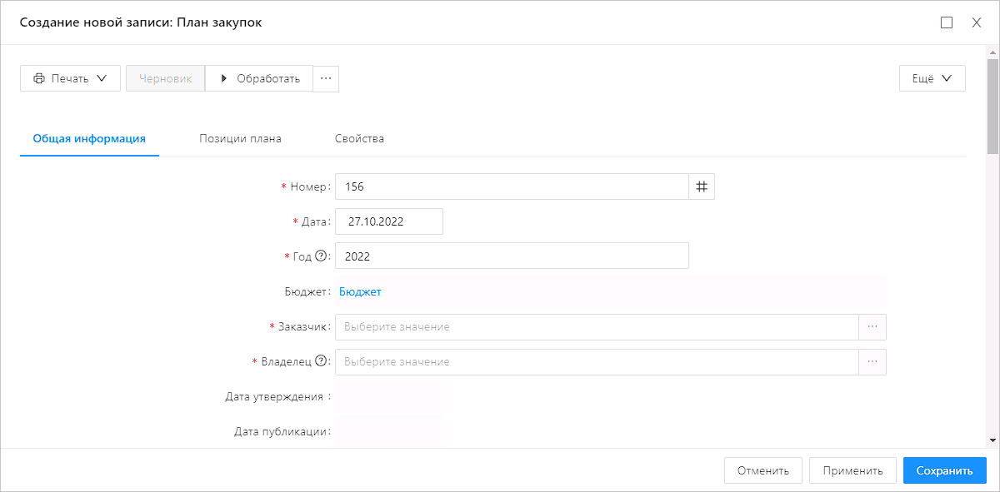 Создание новой записи: План закупок
Печать Черновик Обработать ... Ещё
Общая информация Позиции плана Свойства
* Номер: 156 #
* Дата: 27.10.2022
* Год ?: 2022
Бюджет: Бюджет
* Заказчик: Выберите значение ...
* Владелец ?: Выберите значение ...
Дата утверждения :
Дата публикации:
Отменить Применить Сохранить